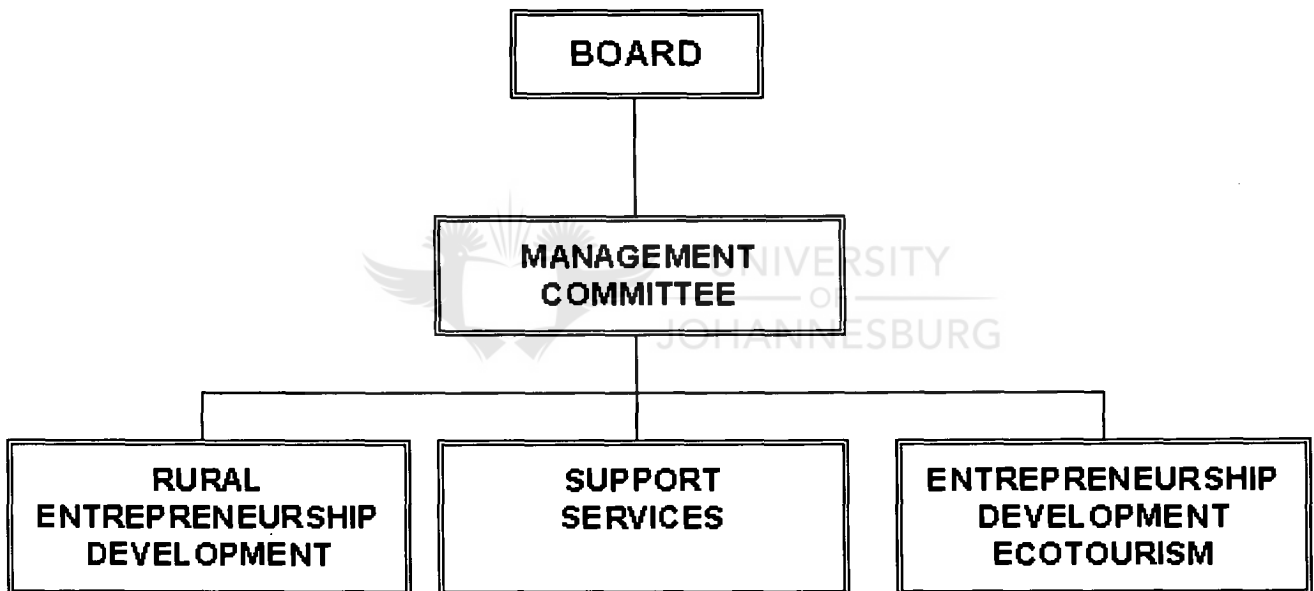 BOARD
MANAGEMENT
COMMITTEE
UNIVERSITY
OF
JOHANNESBURG
RURAL
ENTREPRENEURSHIP
DEVELOPMENT
SUPPORT
SERVICES
ENTREPRENEURSHIP
DEVELOPMENT
ECOTOURISM